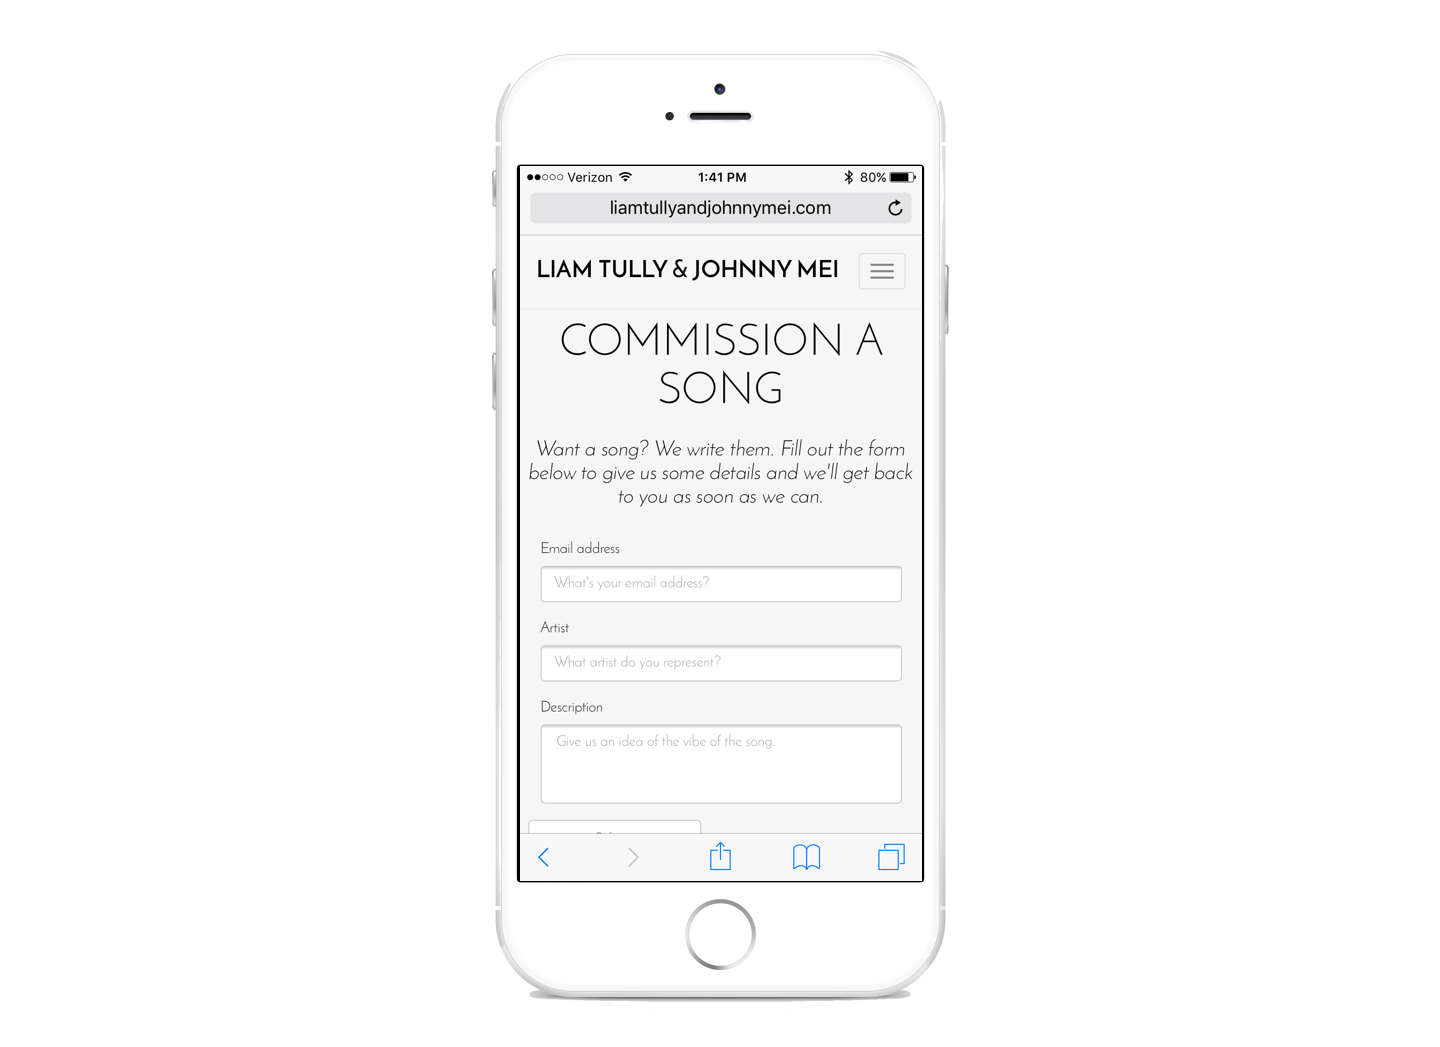 Verizon 1:41 PM 80%
liamtullyandjohnnymei.com
LIAM TULLY & JOHNNY MEI
COMMISSION A
SONG
Want a song? We write them. Fill out the form
below to give us some details and we'll get back
to you as soon as we can.
Email address
What's your email address?
Artist
What artist do you represent?
Description
Give us an idea of the vibe of the song.